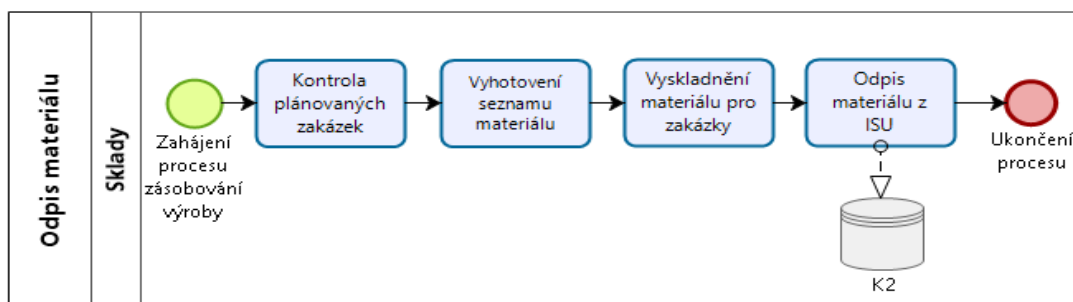 Odpis materiálu
Sklady
Zahájení
procesu
zásobování
výroby
Kontrola
plánovaných
zakázek
Vyhotovení
seznamu
materiálu
Vyskladnění
materiálu pro
zakázky
Odpis
materiálu z
ISU
K2
Ukončení
procesu